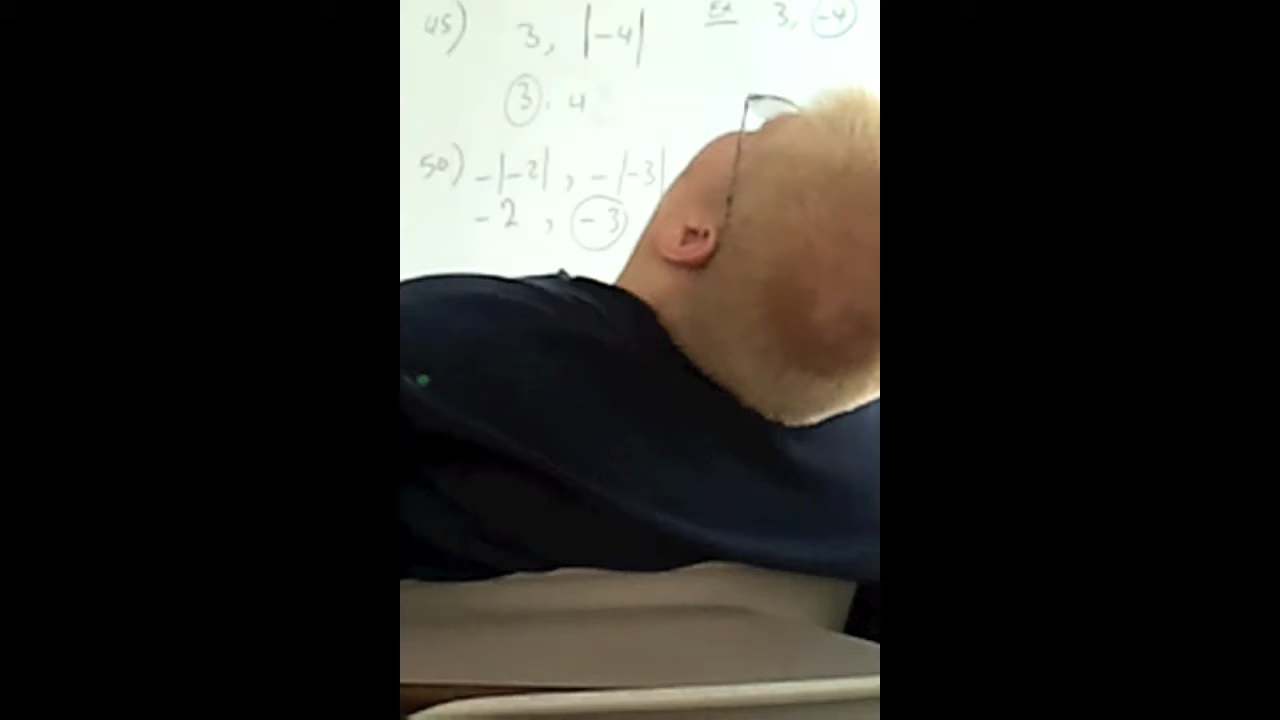 45) 3, |-4|
Ex 3, -4
3, 4
50) -|-2|, -|-3|
-2, -3